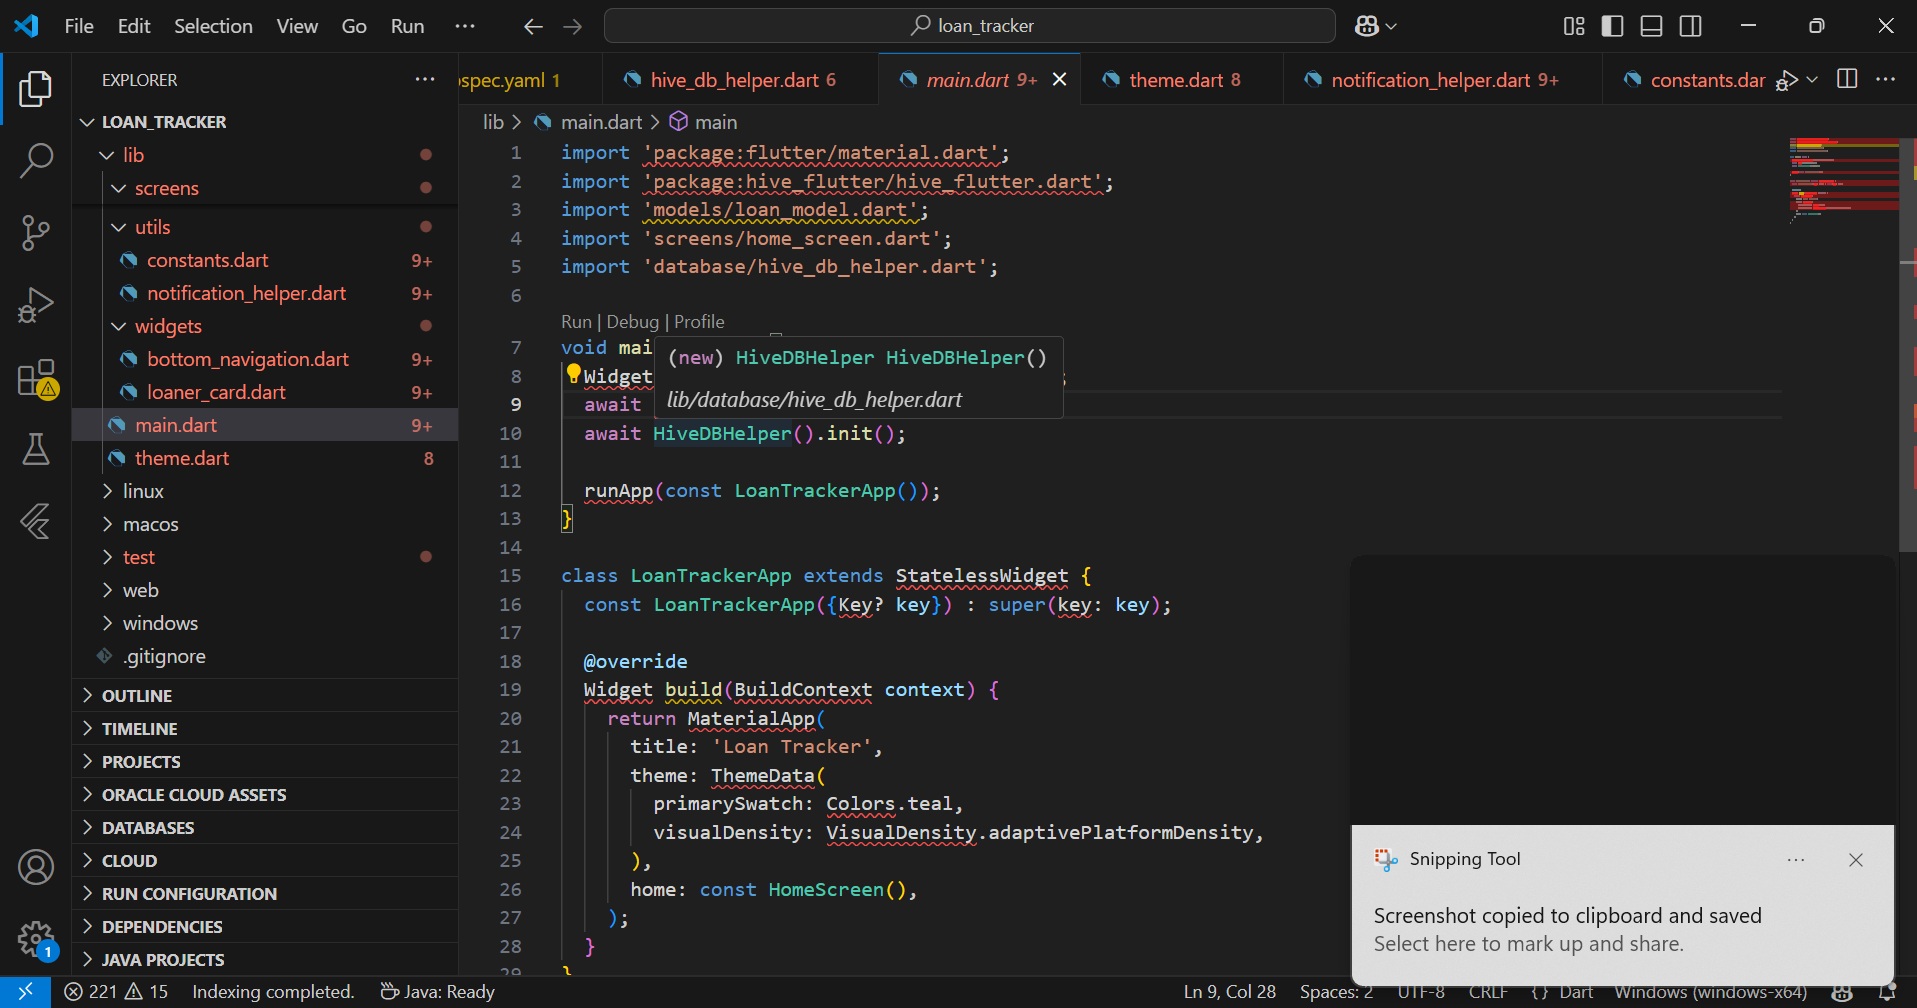 File Edit Selection View Go Run ··· loan_tracker
EXPLORER ···
LOAN_TRACKER
lib
screens
utils
constants.dart 9+
notification_helper.dart 9+
widgets
bottom_navigation.dart 9+
loaner_card.dart 9+
main.dart 9+
theme.dart 8
linux
macos
test
web
windows
.gitignore
OUTLINE
TIMELINE
PROJECTS
ORACLE CLOUD ASSETS
DATABASES
CLOUD
RUN CONFIGURATION
DEPENDENCIES
JAVA PROJECTS
spec.yaml 1 hive_db_helper.dart 6 main.dart 9+ theme.dart 8 notification_helper.dart 9+ constants.dar
lib > main.dart > main
1 import 'package:flutter/material.dart';
2 import 'package:hive_flutter/hive_flutter.dart';
3 import 'models/loan_model.dart';
4 import 'screens/home_screen.dart';
5 import 'database/hive_db_helper.dart';
6
Run | Debug | Profile
7 void mai
(new) HiveDBHelper HiveDBHelper()
8 Widget ;
9 await
lib/database/hive_db_helper.dart
10 await HiveDBHelper().init();
11
12 runApp(const LoanTrackerApp());
13 }
14
15 class LoanTrackerApp extends StatelessWidget {
16 const LoanTrackerApp({Key? key}) : super(key: key);
17
18 @override
19 Widget build(BuildContext context) {
20 return MaterialApp(
21 title: 'Loan Tracker',
22 theme: ThemeData(
23 primarySwatch: Colors.teal,
24 visualDensity: VisualDensity.adaptivePlatformDensity,
25 ),
26 home: const HomeScreen(),
27 );
28 }
29 }
Snipping Tool ···
Screenshot copied to clipboard and saved
Select here to mark up and share.
221 15 Indexing completed. Java: Ready Ln 9, Col 28 Spaces: 2 UTF-8 CRLF {} Dart Windows (windows-x64)
1